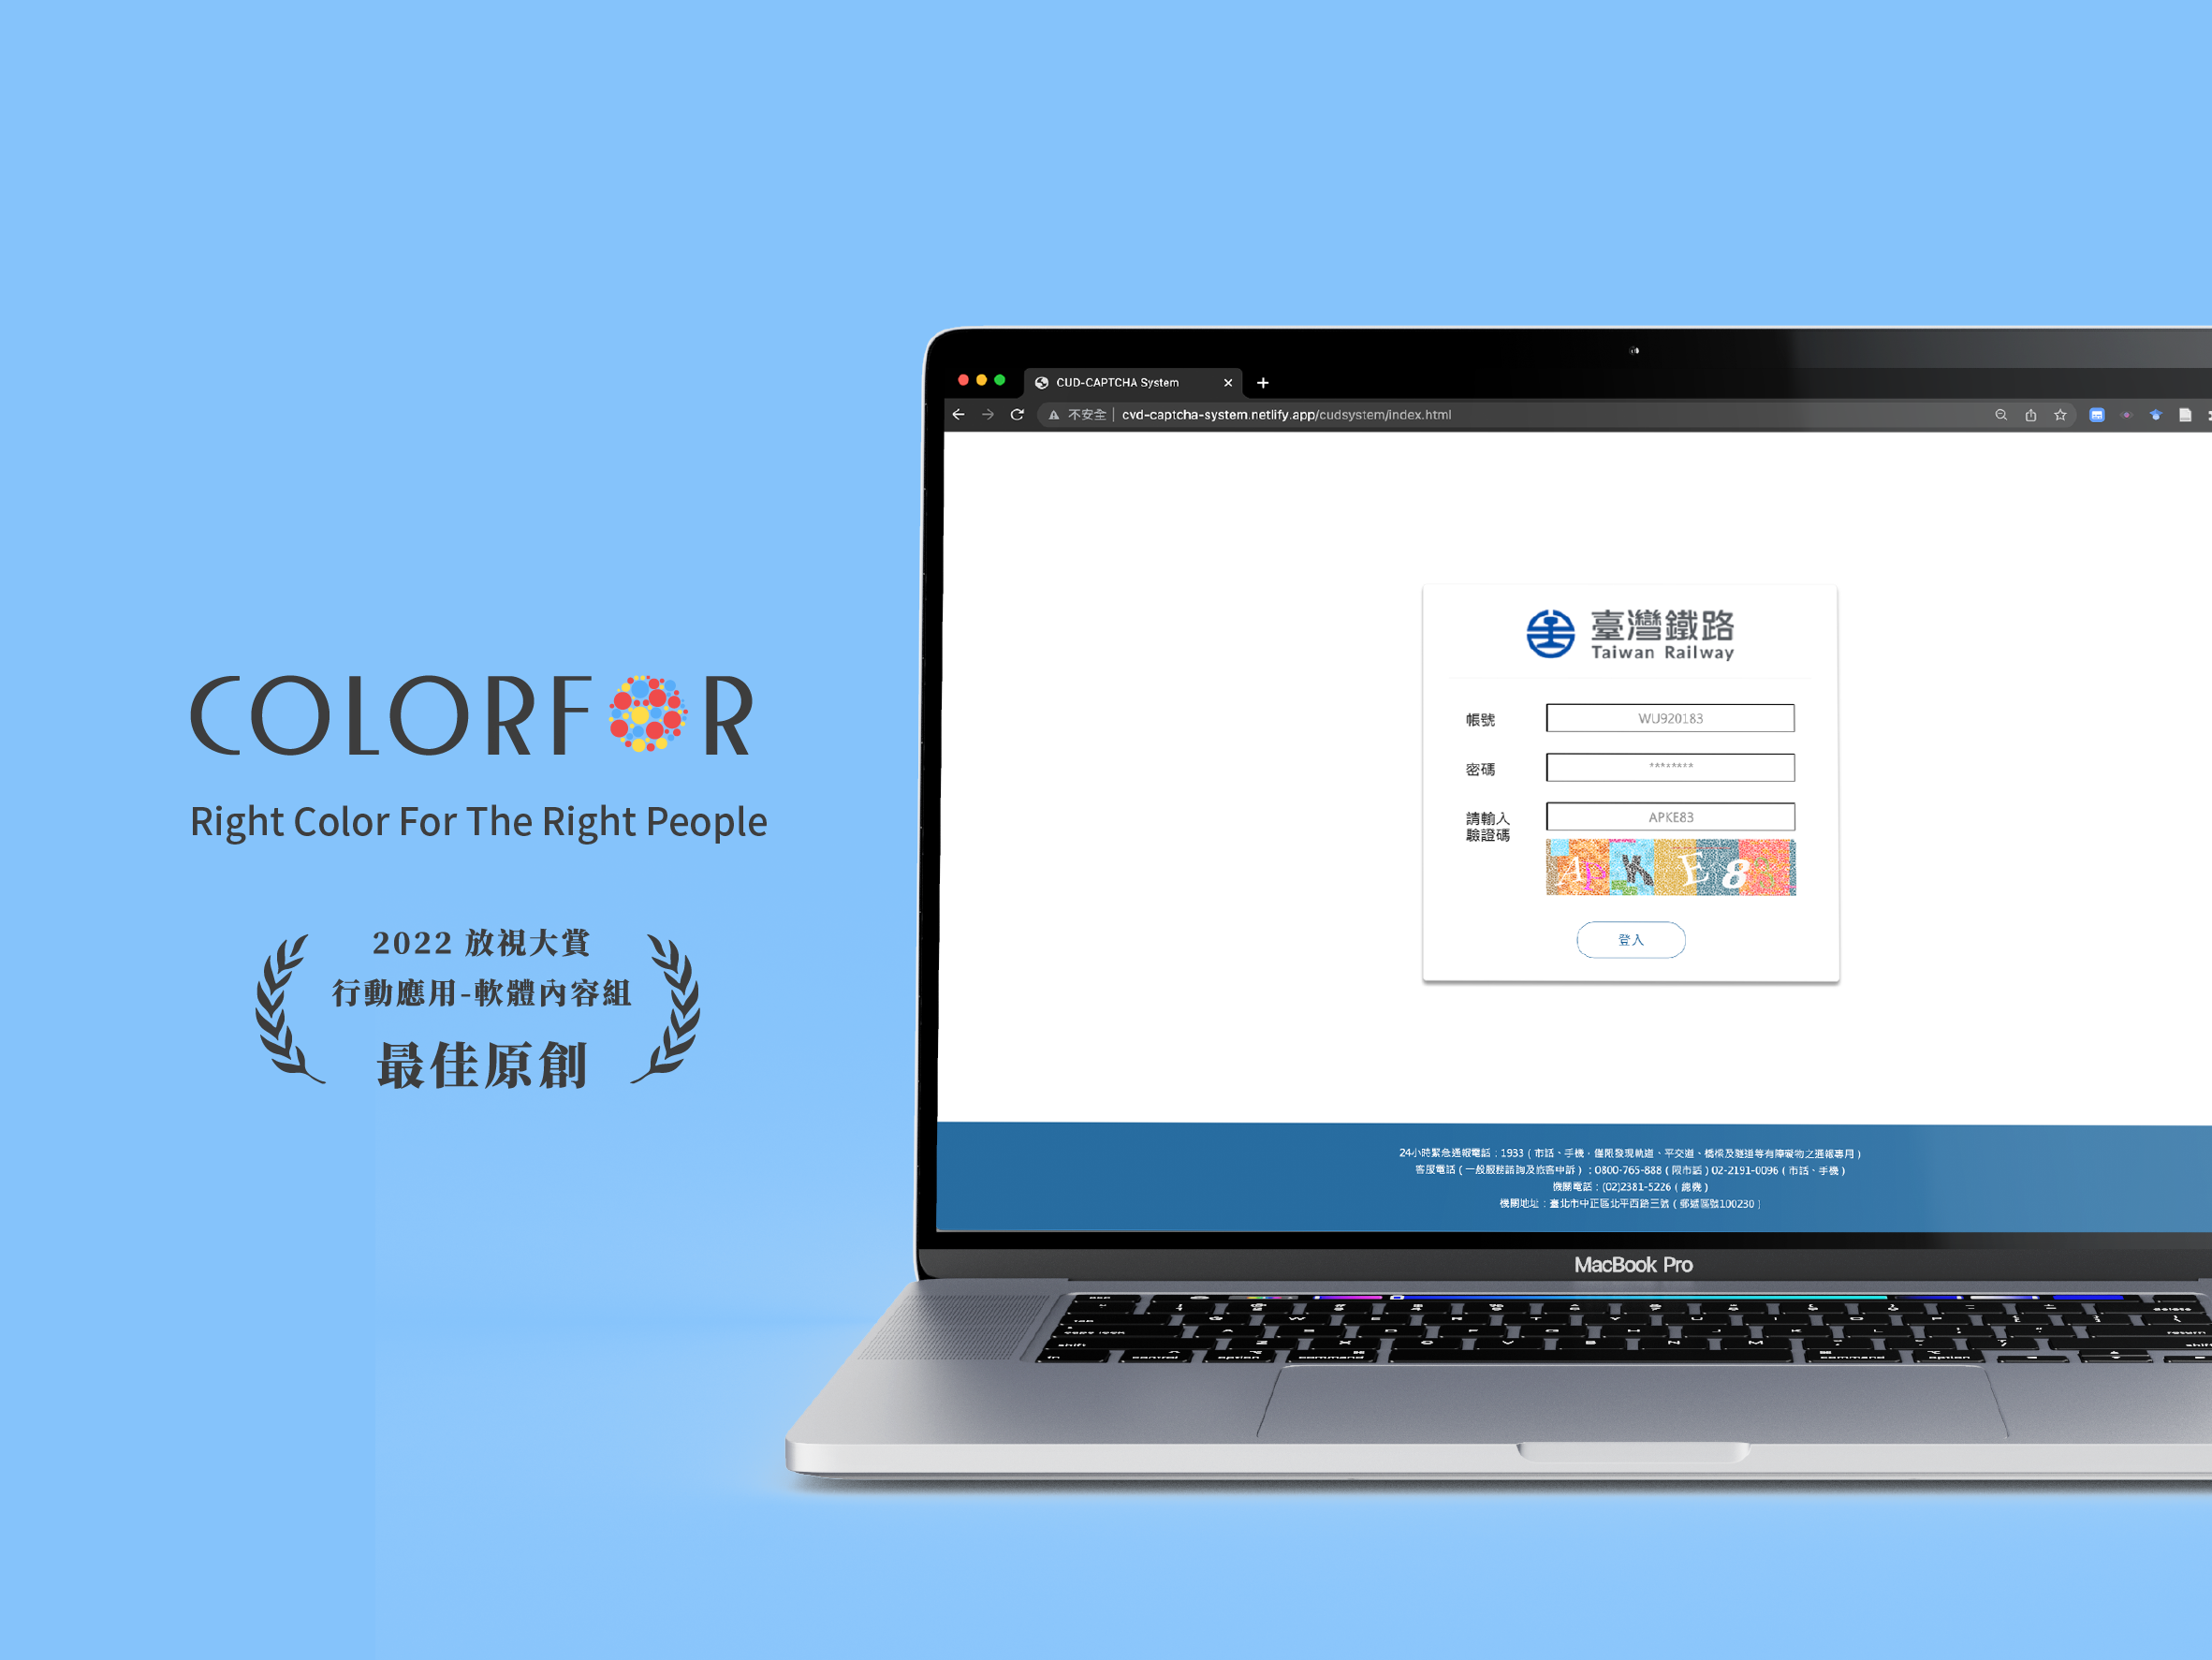 COLORFOR
Right Color For The Right People
2022 放視大賞
行動應用-軟體內容組
最佳原創
CUD-CAPTCHA System
不安全 cvd-captcha-system.netlify.app/cudsystem/index.html
臺灣鐵路
Taiwan Railway
帳號 WU920183
密碼 ********
請輸入
驗證碼 APKE83
APKE8
登入
24小時緊急通報電話：1933（市話、手機，僅限發現軌道、平交道、橋樑及隧道等有障礙物之通報專用）
客服電話（一般服務諮詢及旅客申訴）：0800-765-888（限市話）02-2191-0096（市話、手機）
機關電話：(02)2381-5226（總機）
機關地址：臺北市中正區北平西路三號（郵遞區號100230）
MacBook Pro